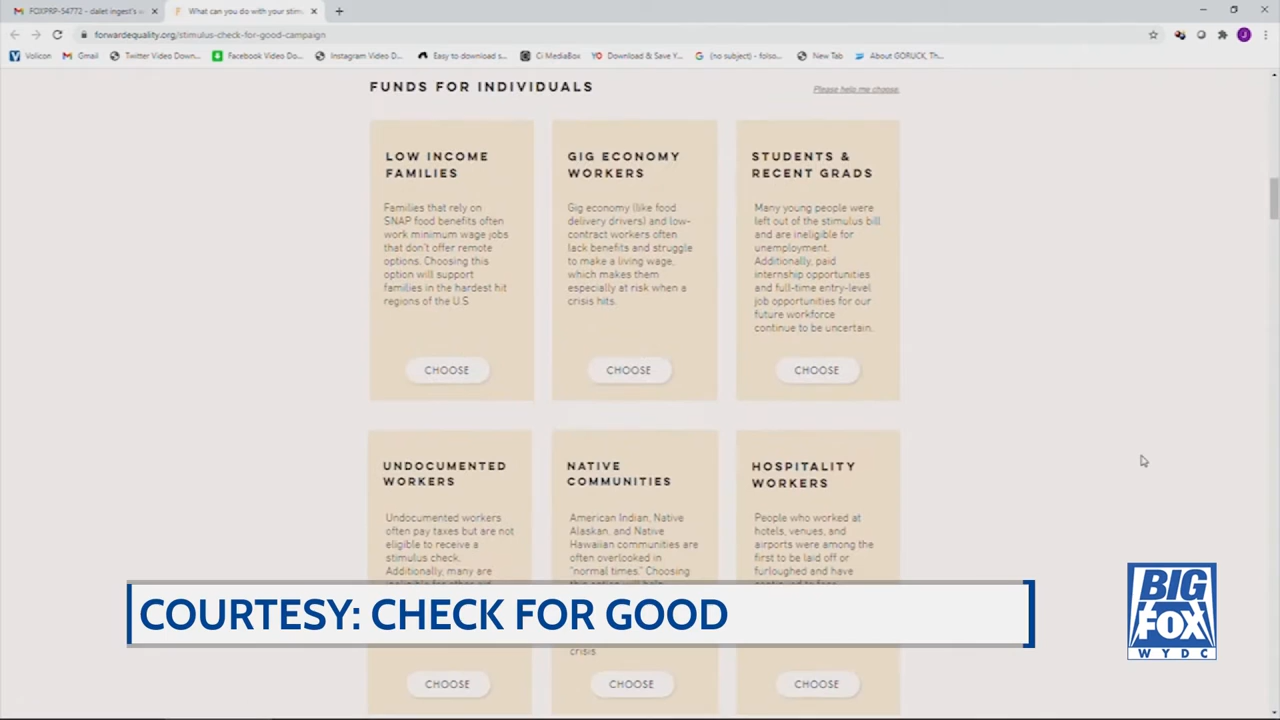 FOXPRP-54772 - dalet ingest's w
What can you do with your stim
forwardequality.org/stimulus-check-for-good-campaign
Volicon
Gmail
Twitter Video Down...
Facebook Video Do...
Instagram Video D...
Easy to download s...
Ci MediaBox
Download & Save Y...
(no subject) - folso...
New Tab
About GORUCK, Th...
FUNDS FOR INDIVIDUALS
Please help me choose.
LOW INCOME
FAMILIES
Families that rely on
SNAP food benefits often
work minimum wage jobs
that don't offer remote
options. Choosing this
option will support
families in the hardest hit
regions of the U.S
CHOOSE
GIG ECONOMY
WORKERS
Gig economy (like food
delivery drivers) and low-
contract workers often
lack benefits and struggle
to make a living wage,
which makes them
especially at risk when a
crisis hits.
CHOOSE
STUDENTS &
RECENT GRADS
Many young people were
left out of the stimulus bill
and are ineligible for
unemployment.
Additionally, paid
internship opportunities
and full-time entry-level
job opportunities for our
future workforce
continue to be uncertain.
CHOOSE
UNDOCUMENTED
WORKERS
Undocumented workers
often pay taxes but are not
eligible to receive a
stimulus check.
Additionally, many are
CHOOSE
NATIVE
COMMUNITIES
American Indian, Native
Alaskan, and Native
Hawaiian communities are
often overlooked in
"normal times." Choosing
crisis
CHOOSE
HOSPITALITY
WORKERS
People who worked at
hotels, venues, and
airports were among the
first to be laid off or
furloughed and have
CHOOSE
COURTESY: CHECK FOR GOOD
BIG
FOX
WYDC